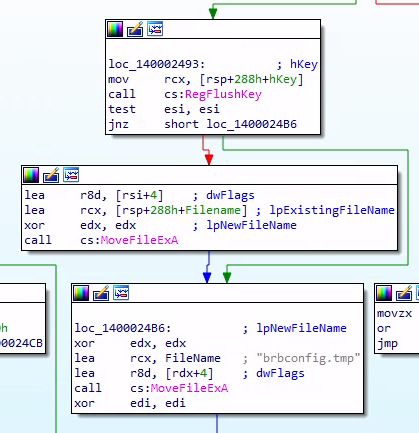 loc_140002493: ; hKey
mov rcx, [rsp+288h+hKey]
call cs:RegFlushKey
test esi, esi
jnz short loc_1400024B6
lea r8d, [rsi+4] ; dwFlags
lea rcx, [rsp+288h+Filename] ; lpExistingFileName
xor edx, edx ; lpNewFileName
call cs:MoveFileExA
0h
00024CB
loc_1400024B6: ; lpNewFileName
xor edx, edx
lea rcx, FileName ; "brbconfig.tmp"
lea r8d, [rdx+4] ; dwFlags
call cs:MoveFileExA
xor edi, edi
movzx
or
jmp